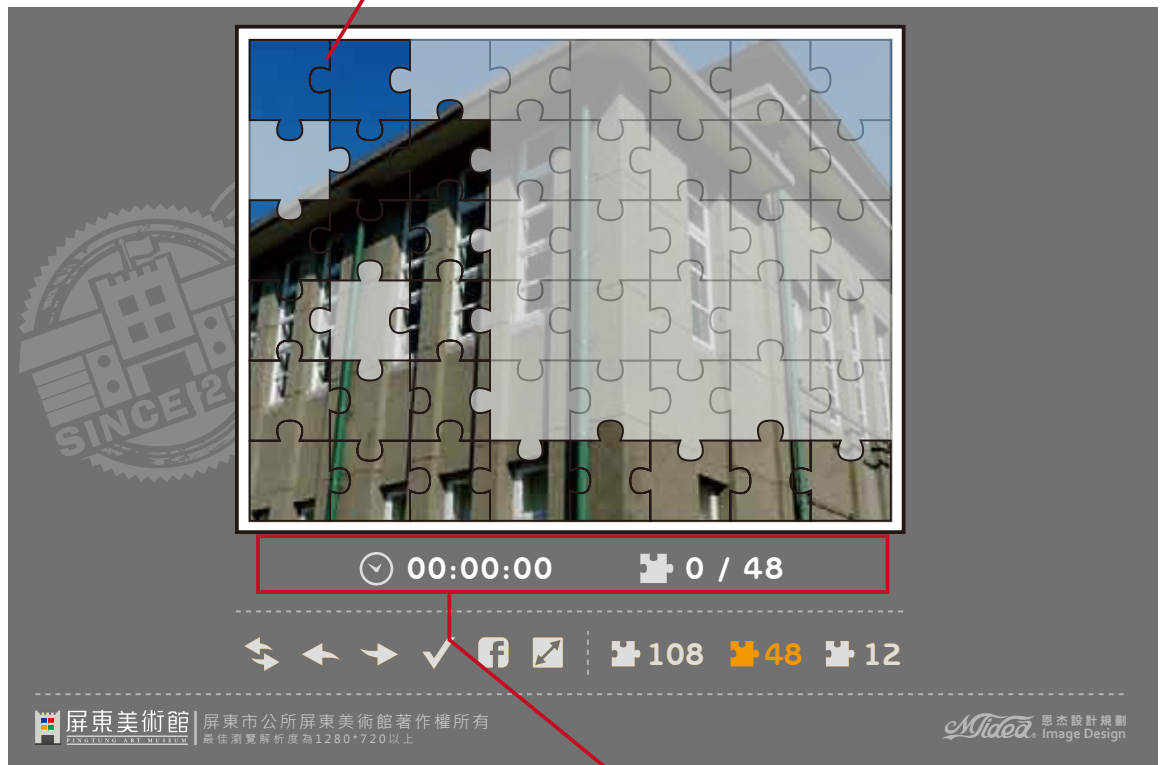 SINCE 20
00:00:00
0 / 48
108
48
12
屏東美術館
PINGTUNG ART MUSEUM
屏東市公所屏東美術館著作權所有
最佳瀏覽解析度為1280*720以上
Midea
恩杰設計規劃
Image Design